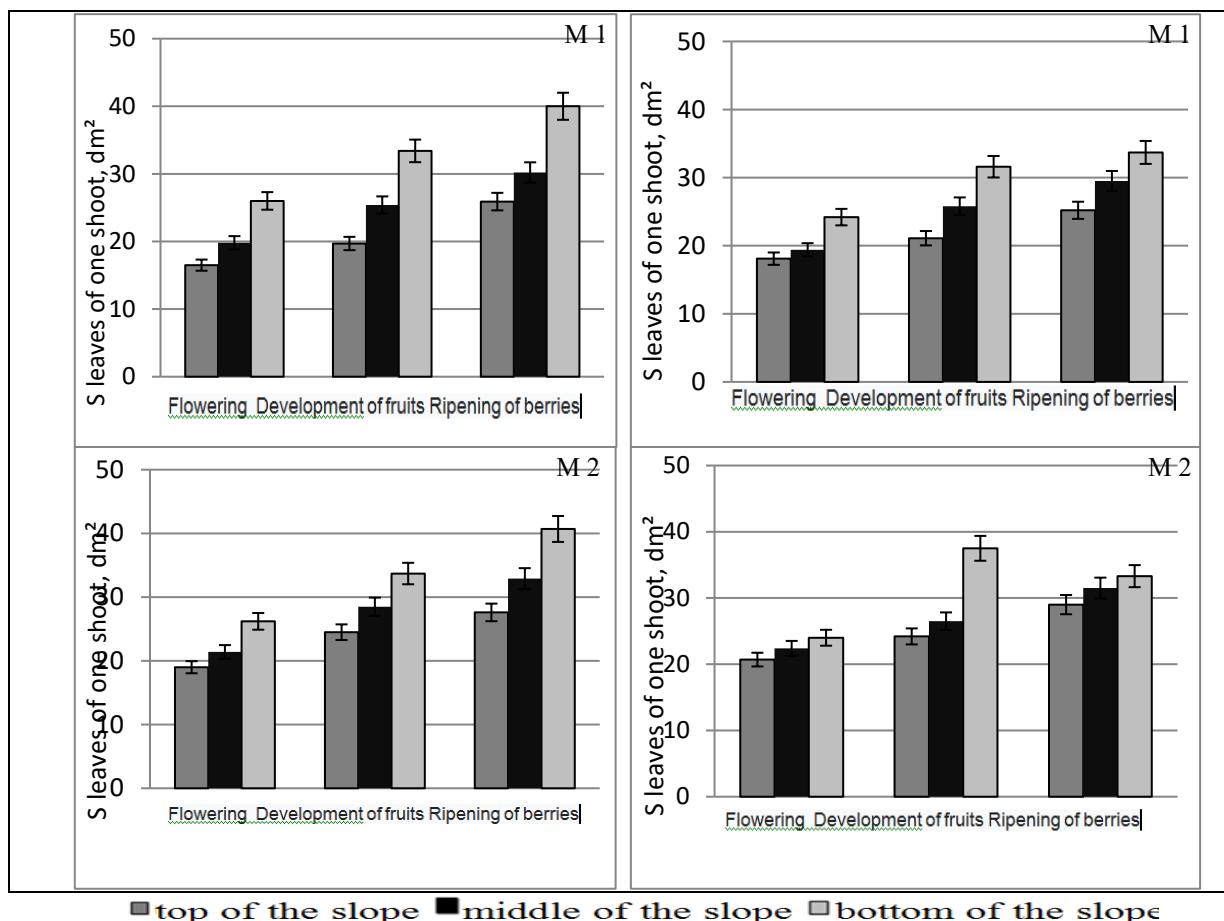 M 1
S leaves of one shoot, dm²
50
40
30
20
10
0
Flowering Development of fruits Ripening of berries
M 1
S leaves of one shoot, dm²
50
40
30
20
10
0
Flowering Development of fruits Ripening of berries
M 2
S leaves of one shoot, dm²
50
40
30
20
10
0
Flowering Development of fruits Ripening of berries
M 2
S leaves of one shoot, dm²
50
40
30
20
10
0
Flowering Development of fruits Ripening of berries
top of the slope middle of the slope bottom of the slope